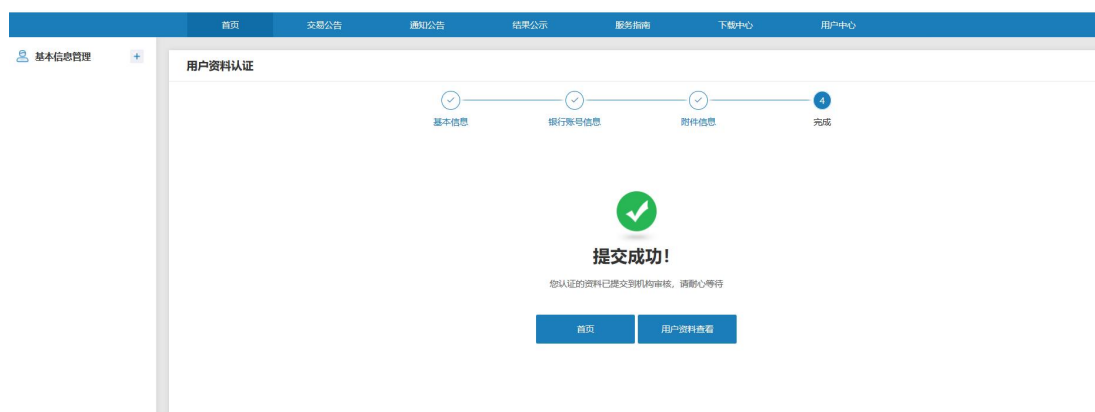 首页 交易公告 通知公告 结果公示 服务指南 下载中心 用户中心
基本信息管理 +
用户资料认证
4
基本信息 银行账号信息 附件信息 完成
提交成功!
您认证的资料已提交到机构审核，请耐心等待
首页 用户资料查看